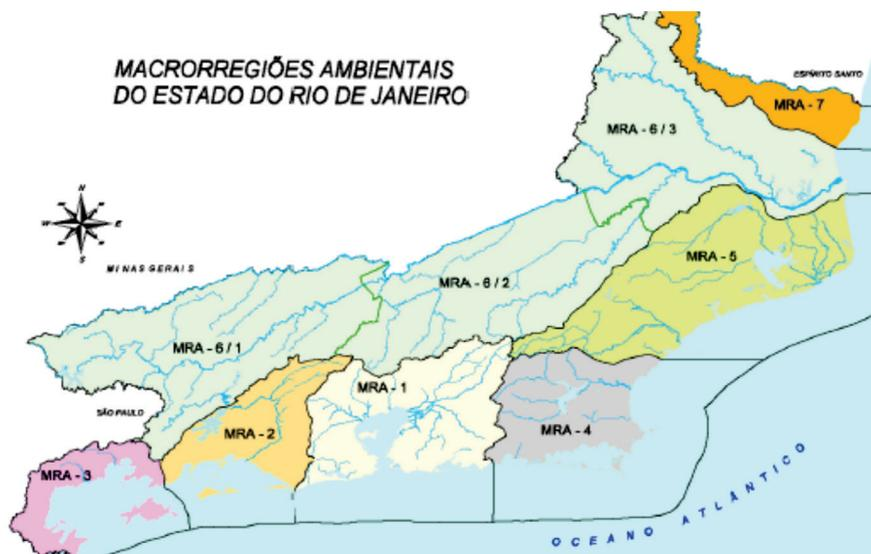 MACRORREGIÕES AMBIENTAIS
DO ESTADO DO RIO DE JANEIRO
ESPÍRITO SANTO
MRA - 7
MRA - 6 / 3
N
W E
S
MINAS GERAIS
MRA - 5
MRA - 6 / 2
MRA - 6 / 1
MRA - 1
SÃO PAULO
MRA - 2
MRA - 4
MRA - 3
OCEANO ATLÂNTICO